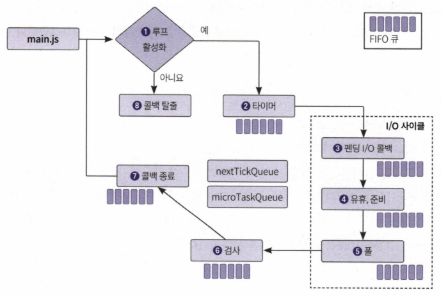 main.js
❶ 루프
활성화
예
FIFO 큐
아니요
❽ 콜백 탈출
❷ 타이머
I/O 사이클
❸ 펜딩 I/O 콜백
nextTickQueue
❼ 콜백 종료
microTaskQueue
❹ 유휴, 준비
❻ 검사
❺ 폴